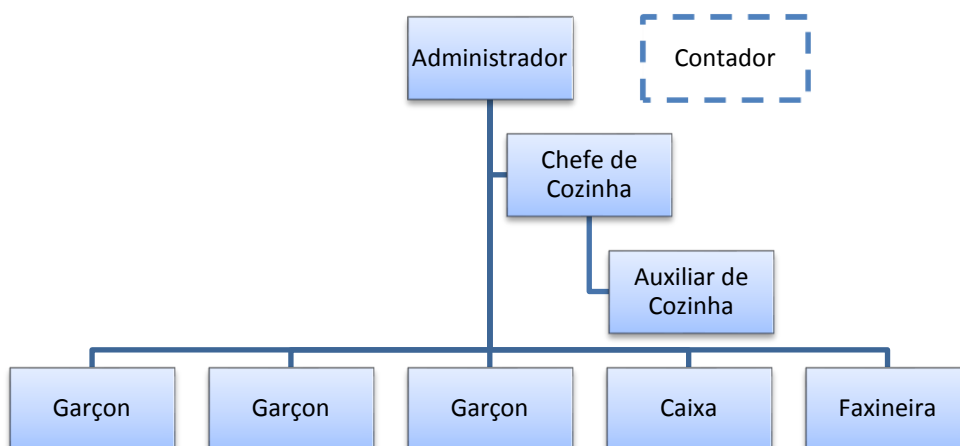 Administrador
Contador
Chefe de
Cozinha
Auxiliar de
Cozinha
Garçon
Garçon
Garçon
Caixa
Faxineira